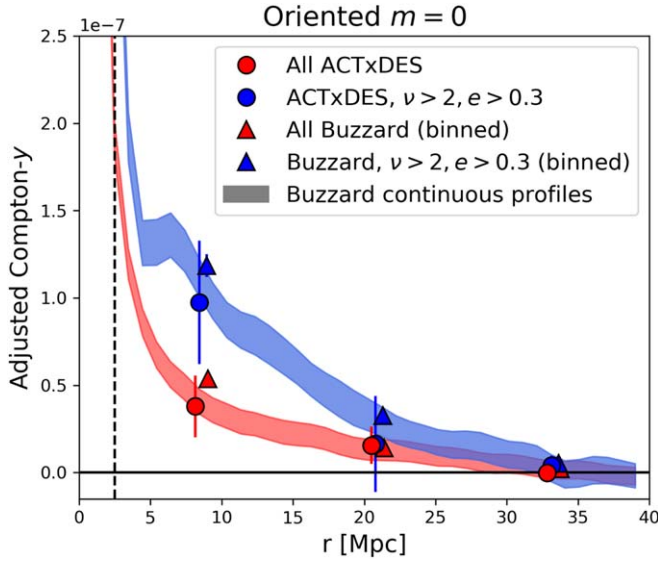 Oriented m = 0
1e−7
2.5
2.0
1.5
1.0
0.5
0.0
Adjusted Compton-y
All ACTxDES
ACTxDES, ν > 2, e > 0.3
All Buzzard (binned)
Buzzard, ν > 2, e > 0.3 (binned)
Buzzard continuous profiles
0 5 10 15 20 25 30 35 40
r [Mpc]